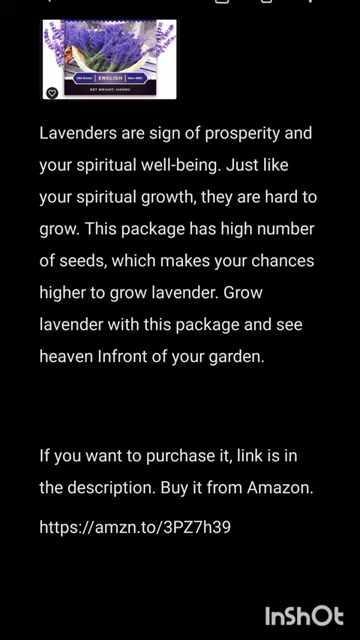 ENGLISH
NET WEIGHT: 1400MG
Lavenders are sign of prosperity and
your spiritual well-being. Just like
your spiritual growth, they are hard to
grow. This package has high number
of seeds, which makes your chances
higher to grow lavender. Grow
lavender with this package and see
heaven Infront of your garden.
If you want to purchase it, link is in
the description. Buy it from Amazon.
https://amzn.to/3PZ7h39
InShOt